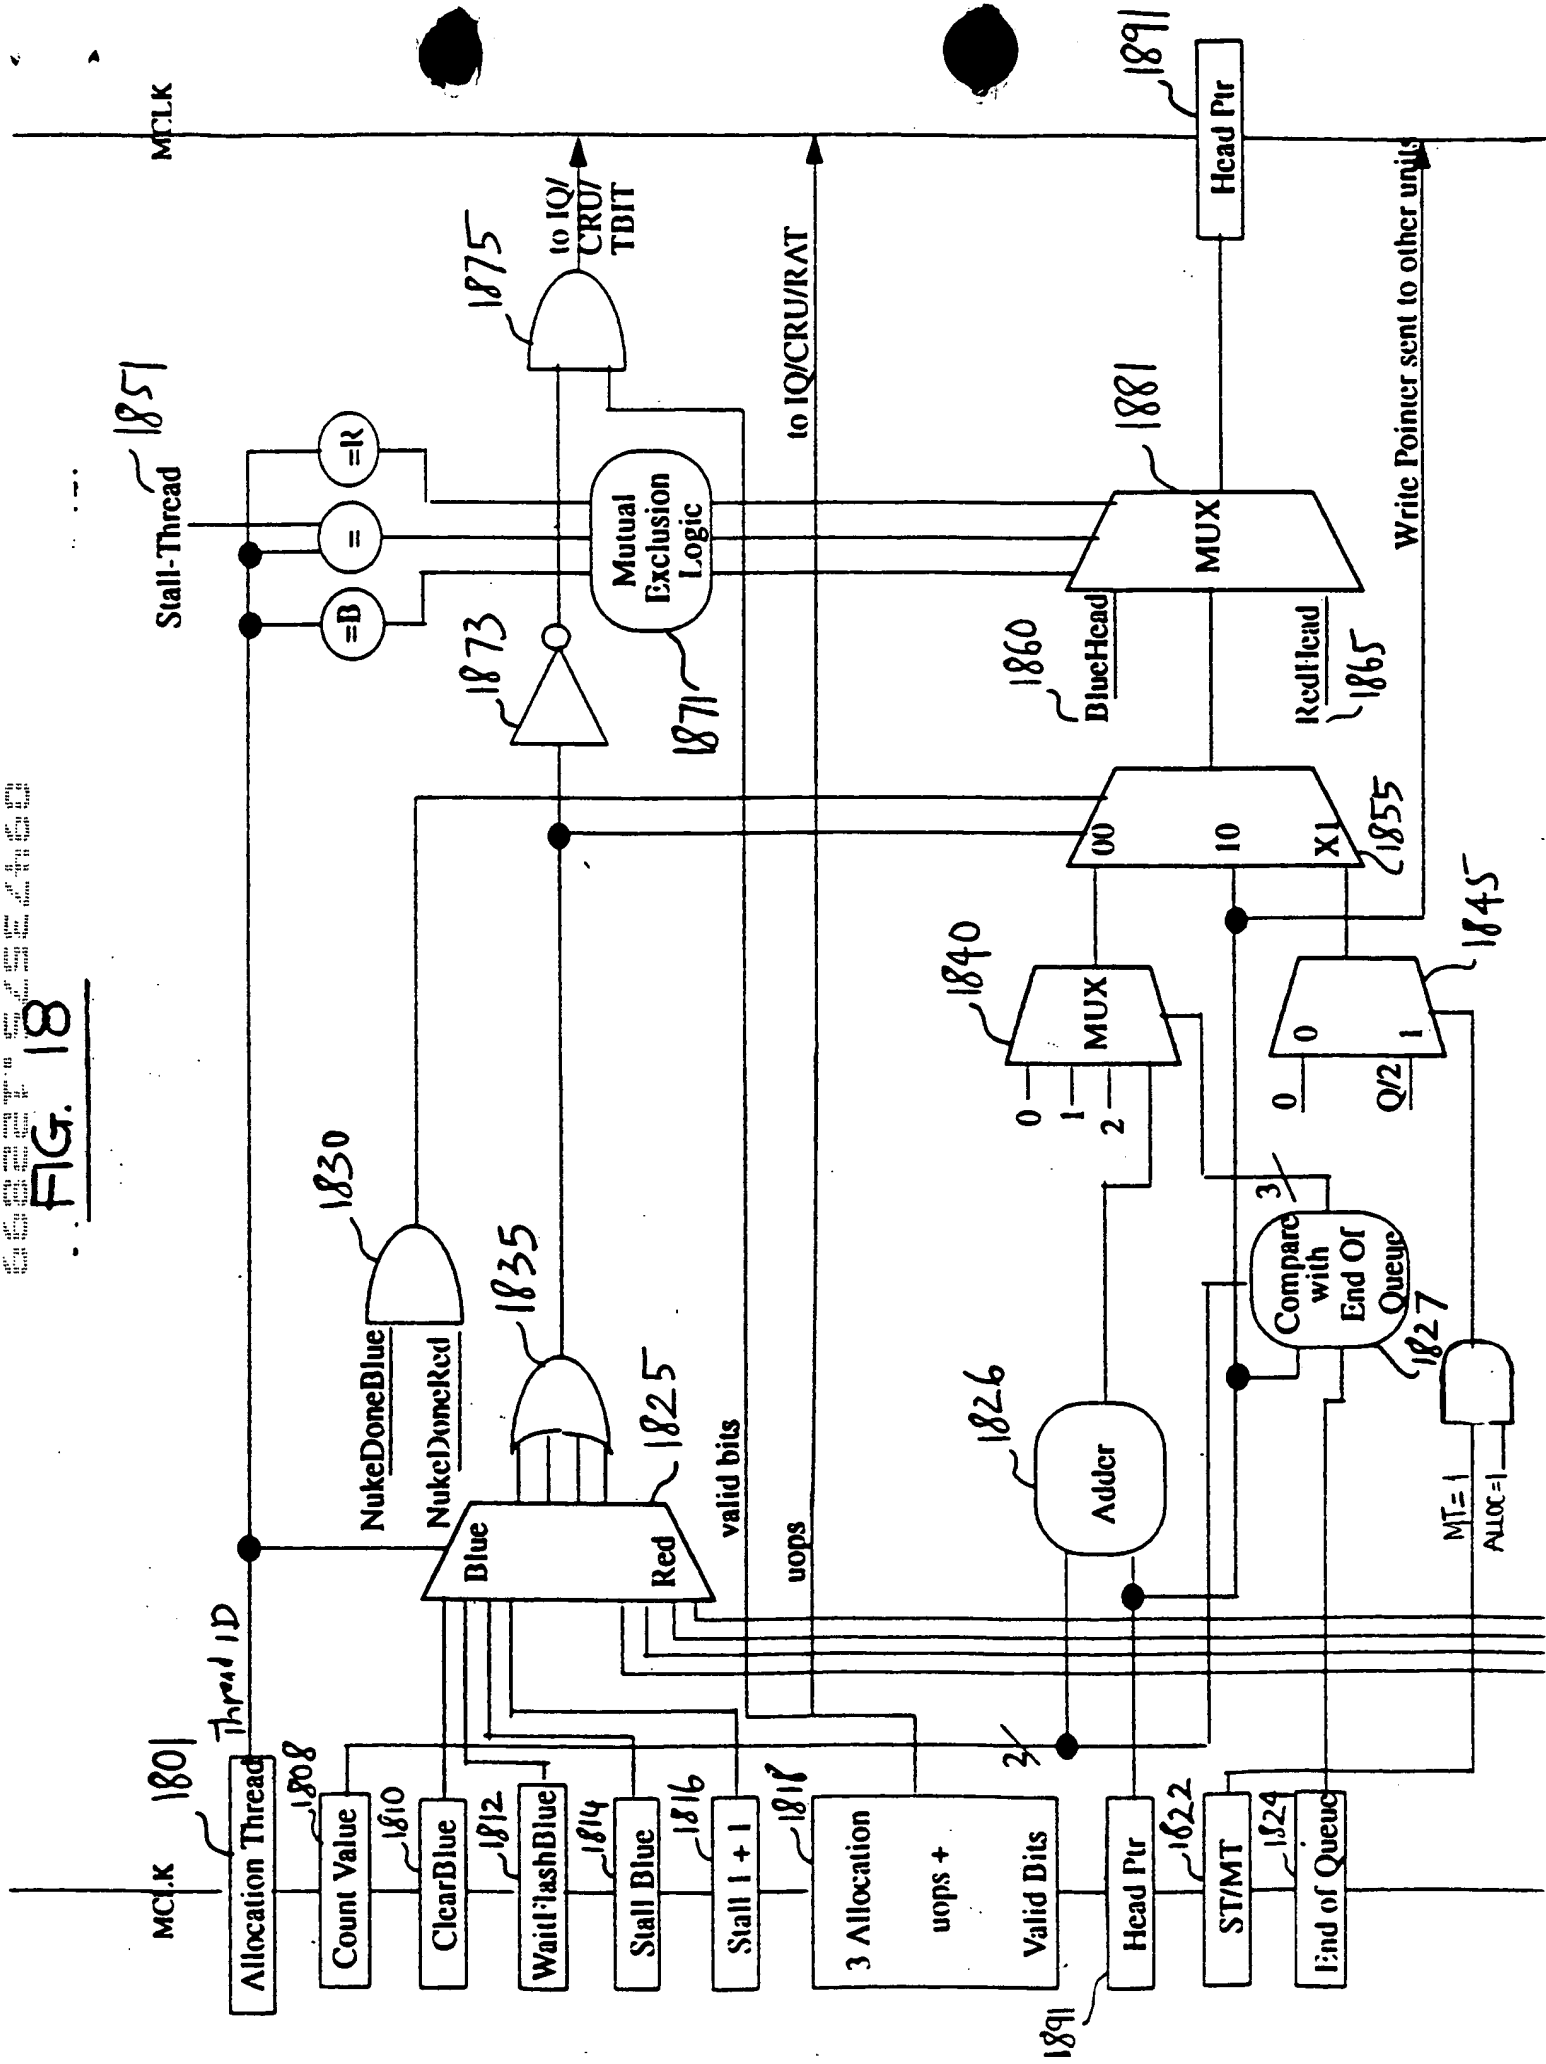 FIG. 18
MCLK
MCLK
Allocation Thread
1801
Thread ID
Stall-Thread
1851
Count Value
1808
ClearBlue
1810
WaitFlashBlue
1812
Stall Blue
1814
Stall 1 + 1
1816
3 Allocation
uops +
Valid Bits
1818
Head Ptr
1891
ST/MT
1822
End of Queue
1824
Blue
Red
1825
NukeDoneBlue
NukeDoneRed
1830
1835
valid bits
uops
2
Adder
1826
Compare
with
End Of
Queue
1827
3
MT=1
ALLOC=1
0
1
2
MUX
1840
0
Q/2
0
1
1845
00
10
X1
1855
=B
=
=R
1873
Mutual
Exclusion
Logic
1871
1875
to IQ/
CRU/
TBIT
to IQ/CRU/RAT
BlueHead
1860
RedHead
1865
MUX
1881
Head Ptr
1891
Write Pointer sent to other units